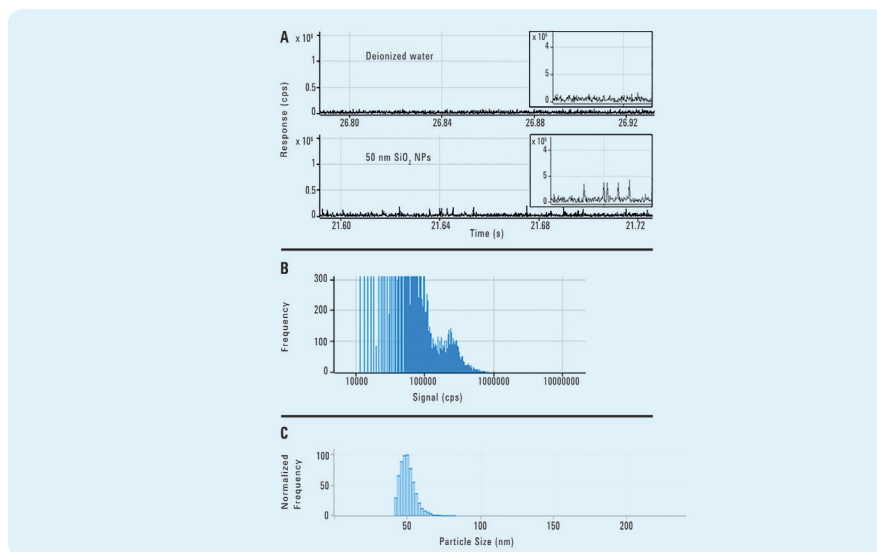 A
x 10⁶
1
0.5
0
Deionized water
x 10⁵
4
5
0
26.80 26.84 26.88 26.92
Response (cps)
x 10⁶
1
0.5
0
50 nm SiO₂ NPs
x 10⁵
4
5
0
21.60 21.64 21.68 21.72
Time (s)
B
Frequency
300
200
100
0
10000 100000 1000000 10000000
Signal (cps)
C
Normalized
Frequency
100
50
0
50 100 150 200
Particle Size (nm)